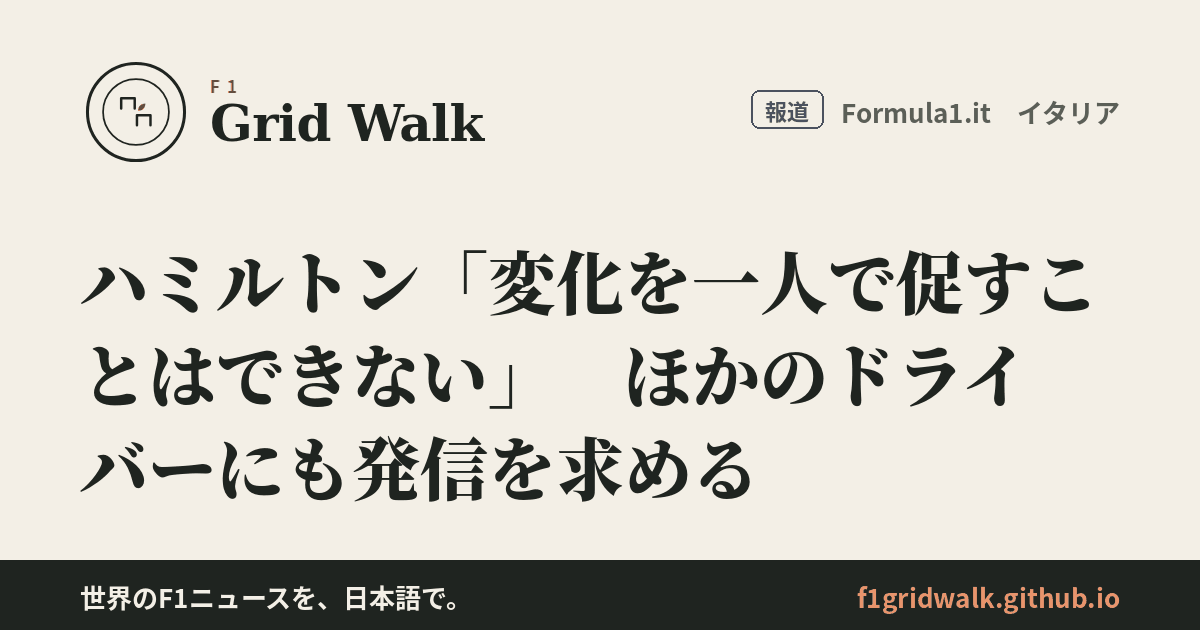 F1
Grid Walk
報道 Formula1.it イタリア
ハミルトン「変化を一人で促すこ
とはできない」 ほかのドライ
バーにも発信を求める
世界のF1ニュースを、日本語で。
f1gridwalk.github.io